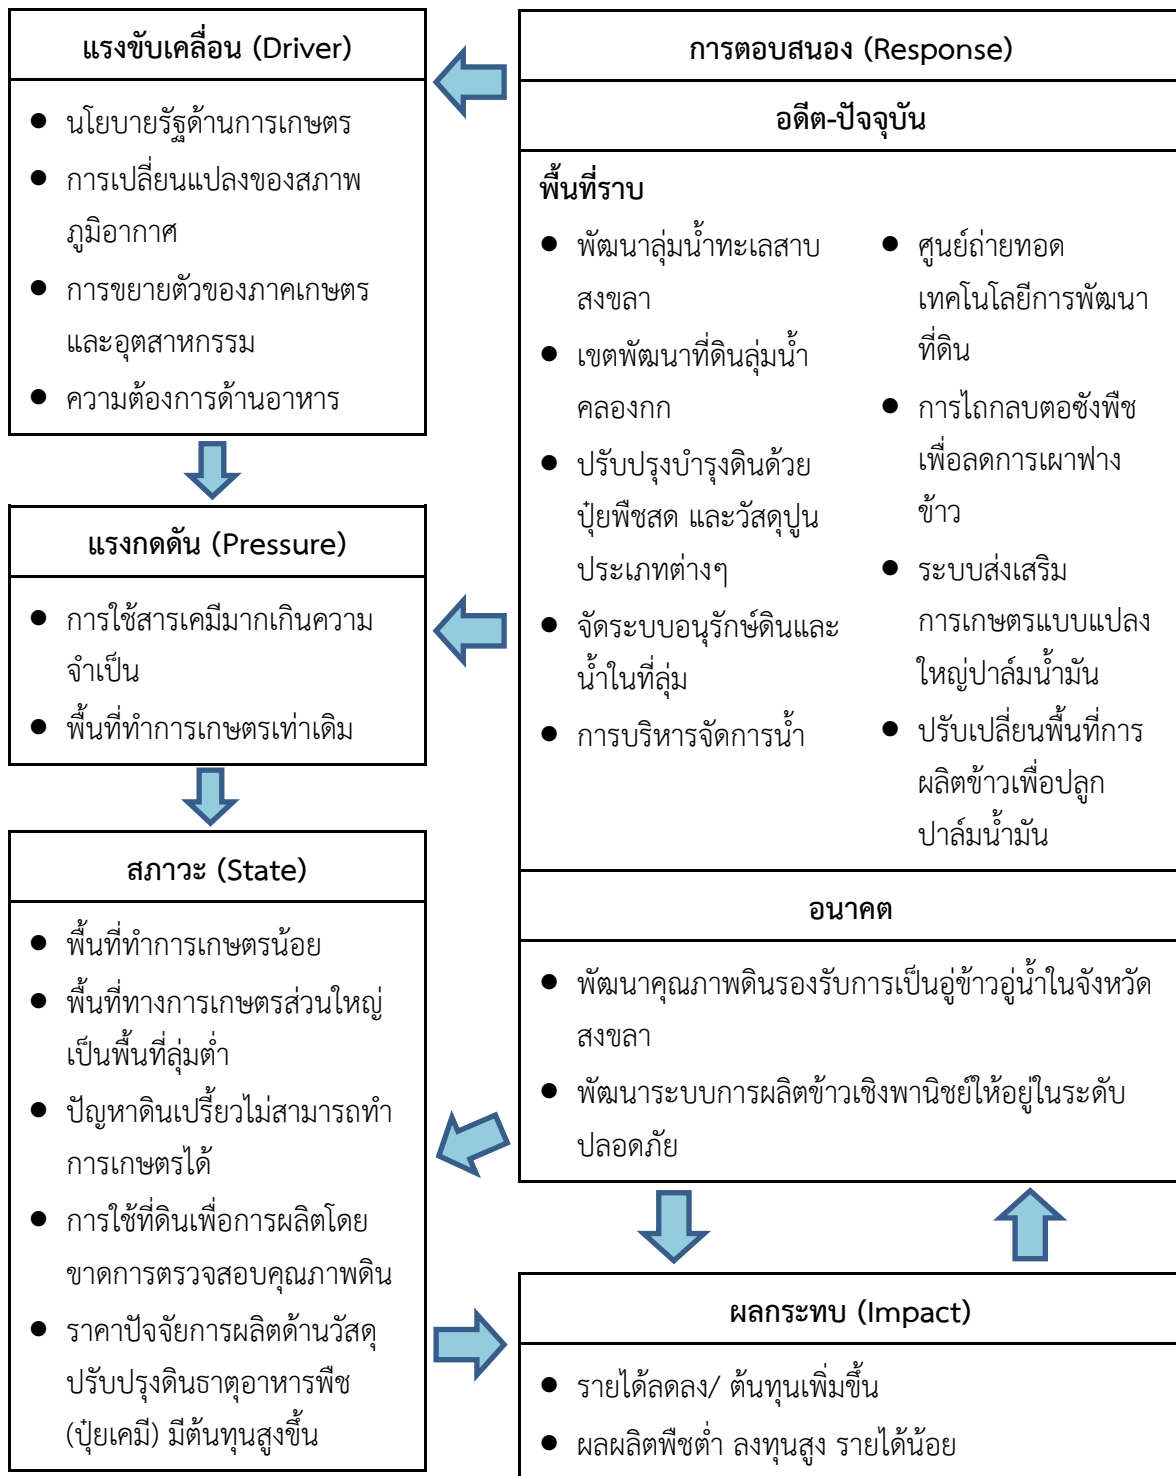 แรงขับเคลื่อน (Driver)
● นโยบายรัฐด้านการเกษตร
● การเปลี่ยนแปลงของสภาพ
ภูมิอากาศ
● การขยายตัวของภาคเกษตร
และอุตสาหกรรม
● ความต้องการด้านอาหาร
แรงกดดัน (Pressure)
● การใช้สารเคมีมากเกินความ
จำเป็น
● พื้นที่ทำการเกษตรเท่าเดิม
สภาวะ (State)
● พื้นที่ทำการเกษตรน้อย
● พื้นที่ทางการเกษตรส่วนใหญ่
เป็นพื้นที่ลุ่มต่ำ
● ปัญหาดินเปรี้ยวไม่สามารถทำ
การเกษตรได้
● การใช้ที่ดินเพื่อการผลิตโดย
ขาดการตรวจสอบคุณภาพดิน
● ราคาปัจจัยการผลิตด้านวัสดุ
ปรับปรุงดินธาตุอาหารพืช
(ปุ๋ยเคมี) มีต้นทุนสูงขึ้น
การตอบสนอง (Response)
อดีต-ปัจจุบัน
พื้นที่ราบ
● พัฒนาลุ่มน้ำทะเลสาบ
สงขลา
● เขตพัฒนาที่ดินลุ่มน้ำ
คลองกก
● ปรับปรุงบำรุงดินด้วย
ปุ๋ยพืชสด และวัสดุปูน
ประเภทต่างๆ
● จัดระบบอนุรักษ์ดินและ
น้ำในที่ลุ่ม
● การบริหารจัดการน้ำ
● ศูนย์ถ่ายทอด
เทคโนโลยีการพัฒนา
ที่ดิน
● การไถกลบตอซังพืช
เพื่อลดการเผาฟาง
ข้าว
● ระบบส่งเสริม
การเกษตรแบบแปลง
ใหญ่ปาล์มน้ำมัน
● ปรับเปลี่ยนพื้นที่การ
ผลิตข้าวเพื่อปลูก
ปาล์มน้ำมัน
อนาคต
● พัฒนาคุณภาพดินรองรับการเป็นอู่ข้าวอู่น้ำในจังหวัด
สงขลา
● พัฒนาระบบการผลิตข้าวเชิงพานิชย์ให้อยู่ในระดับ
ปลอดภัย
ผลกระทบ (Impact)
● รายได้ลดลง/ ต้นทุนเพิ่มขึ้น
● ผลผลิตพืชต่ำ ลงทุนสูง รายได้น้อย